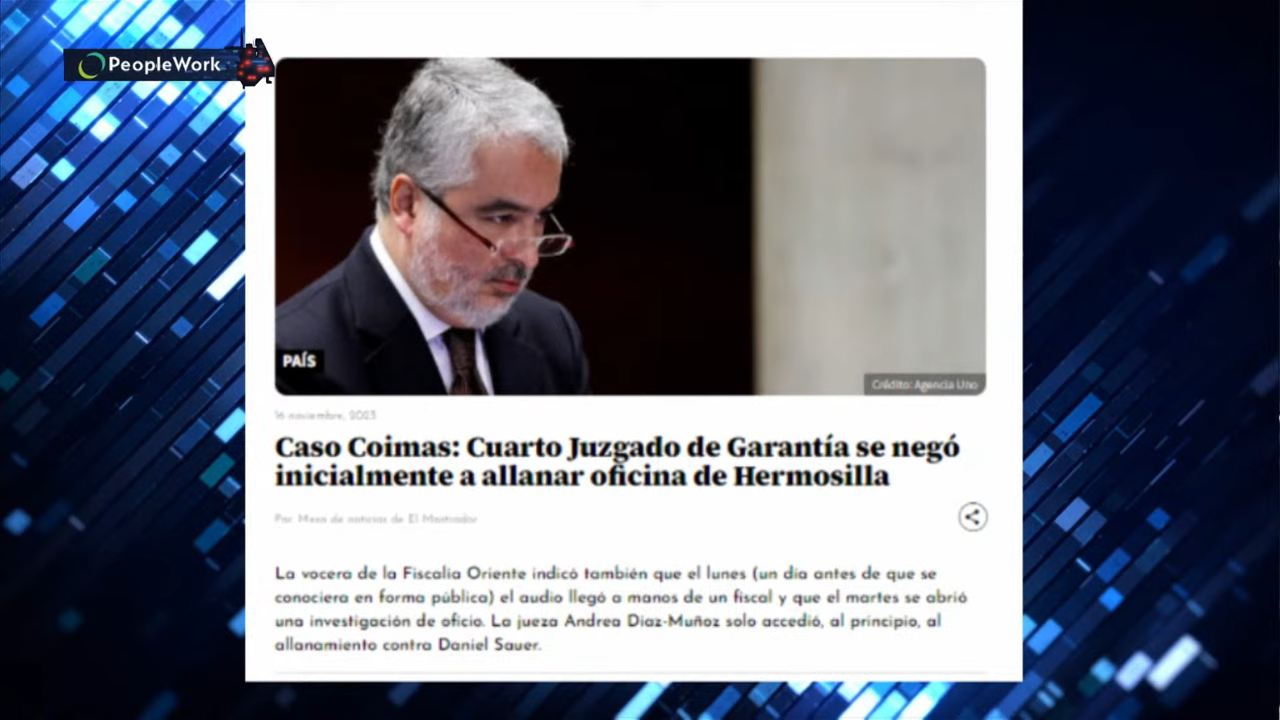 PeopleWork
PAÍS
Crédito: Agencia Uno
16 noviembre, 2023
Caso Coimas: Cuarto Juzgado de Garantía se negó
inicialmente a allanar oficina de Hermosilla
Por: Mesa de noticias de El Mostrador
La vocera de la Fiscalia Oriente indicó también que el lunes (un día antes de que se
conociera en forma pública) el audio llegó a manos de un fiscal y que el martes se abrió
una investigación de oficio. La jueza Andrea Diaz-Muñoz solo accedió, al principio, al
allanamiento contra Daniel Sauer.